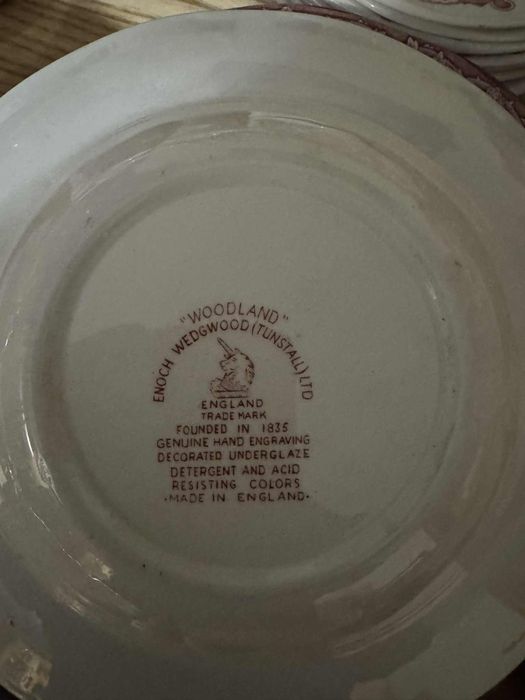 "WOODLAND"
ENOCH WEDGWOOD (TUNSTALL) LTD
ENGLAND
TRADE MARK
FOUNDED IN 1835
GENUINE HAND ENGRAVING
DECORATED UNDERGLAZE
DETERGENT AND ACID
RESISTING COLORS
·MADE IN ENGLAND·